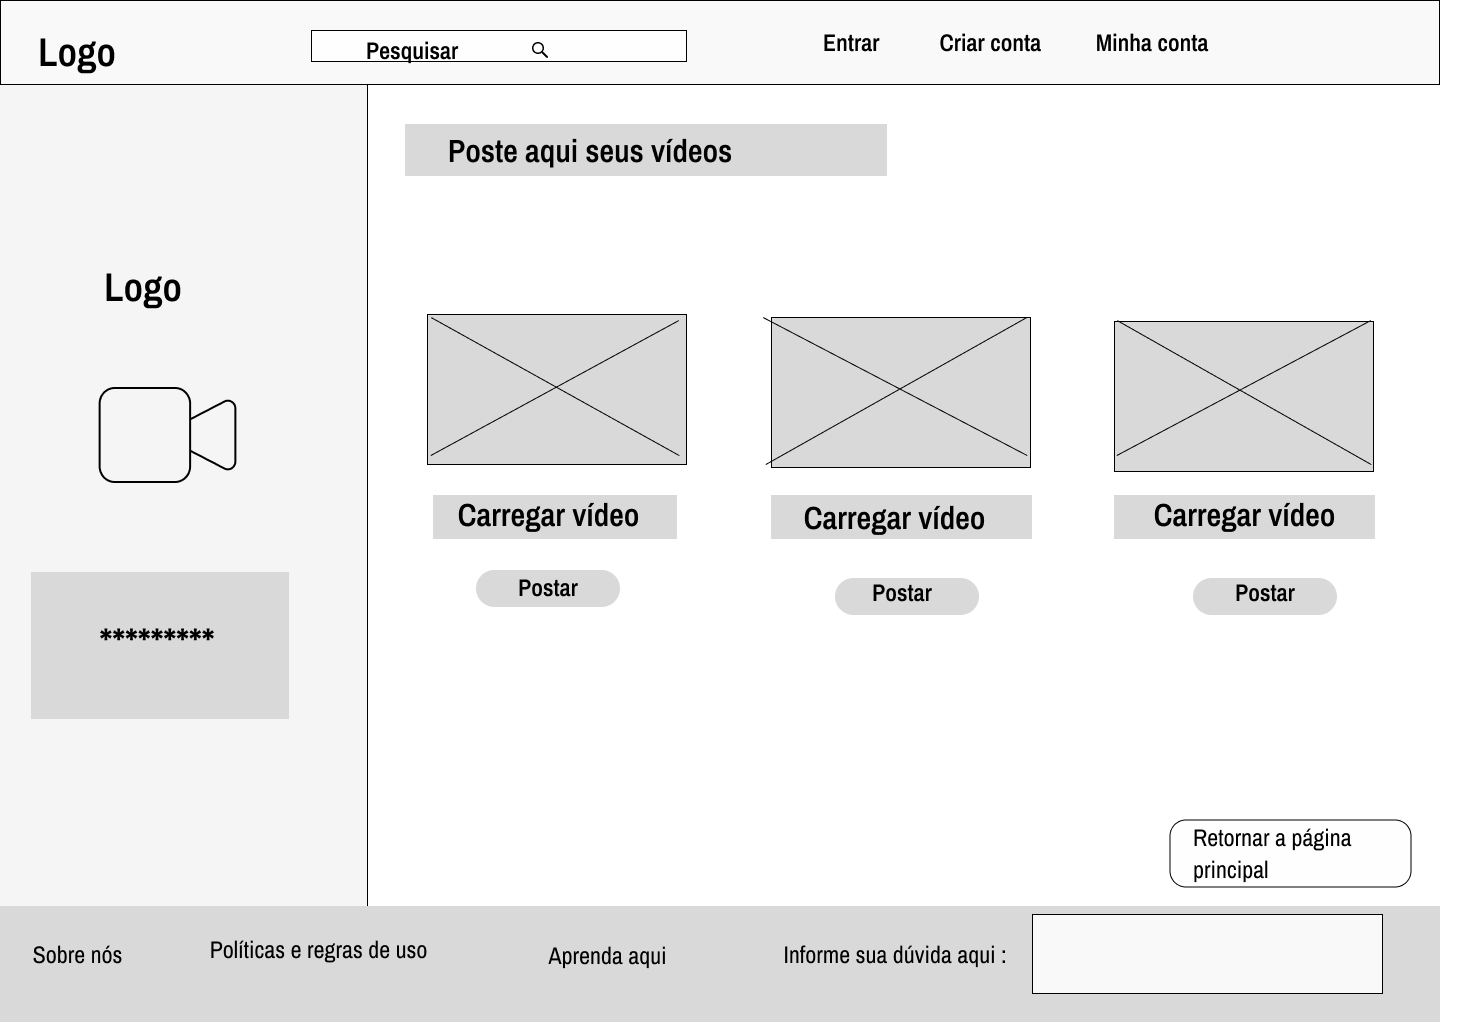 Logo
Pesquisar
Entrar
Criar conta
Minha conta
Poste aqui seus vídeos
Logo
Carregar vídeo
Carregar vídeo
Carregar vídeo
Postar
Postar
Postar
*********
Retornar a página
principal
Sobre nós
Políticas e regras de uso
Aprenda aqui
Informe sua dúvida aqui :